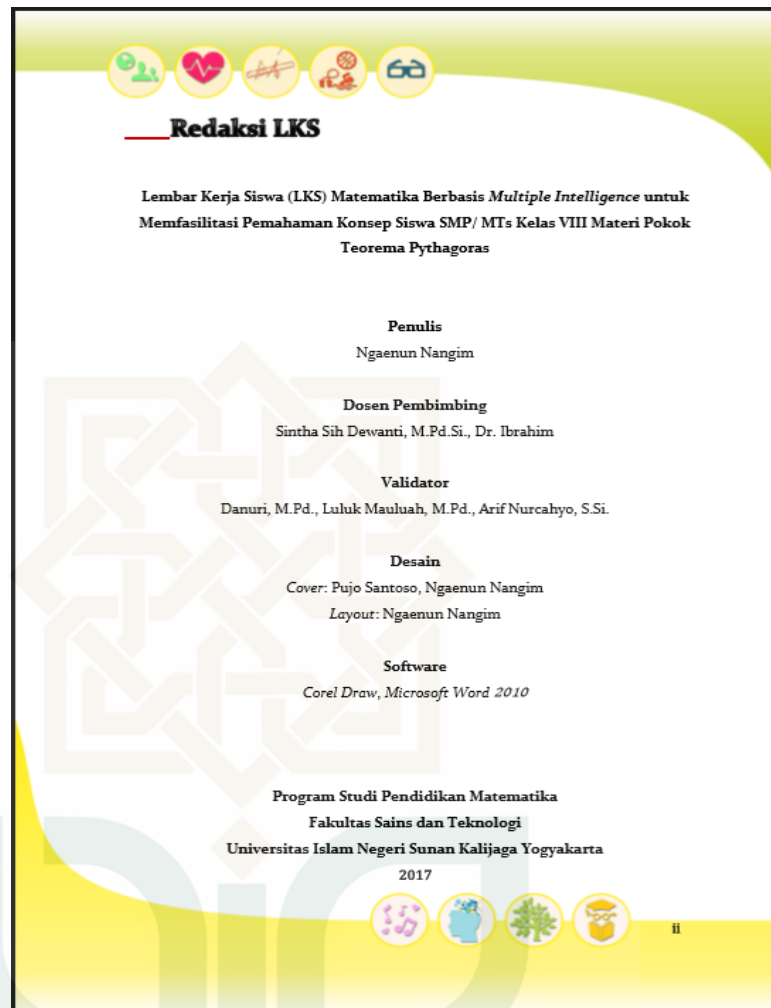 Redaksi LKS
Lembar Kerja Siswa (LKS) Matematika Berbasis Multiple Intelligence untuk
Memfasilitasi Pemahaman Konsep Siswa SMP/ MTs Kelas VIII Materi Pokok
Teorema Pythagoras
Penulis
Ngaenun Nangim
Dosen Pembimbing
Sintha Sih Dewanti, M.Pd.Si., Dr. Ibrahim
Validator
Danuri, M.Pd., Luluk Mauluah, M.Pd., Arif Nurcahyo, S.Si.
Desain
Cover: Pujo Santoso, Ngaenun Nangim
Layout: Ngaenun Nangim
Software
Corel Draw, Microsoft Word 2010
Program Studi Pendidikan Matematika
Fakultas Sains dan Teknologi
Universitas Islam Negeri Sunan Kalijaga Yogyakarta
2017
ii